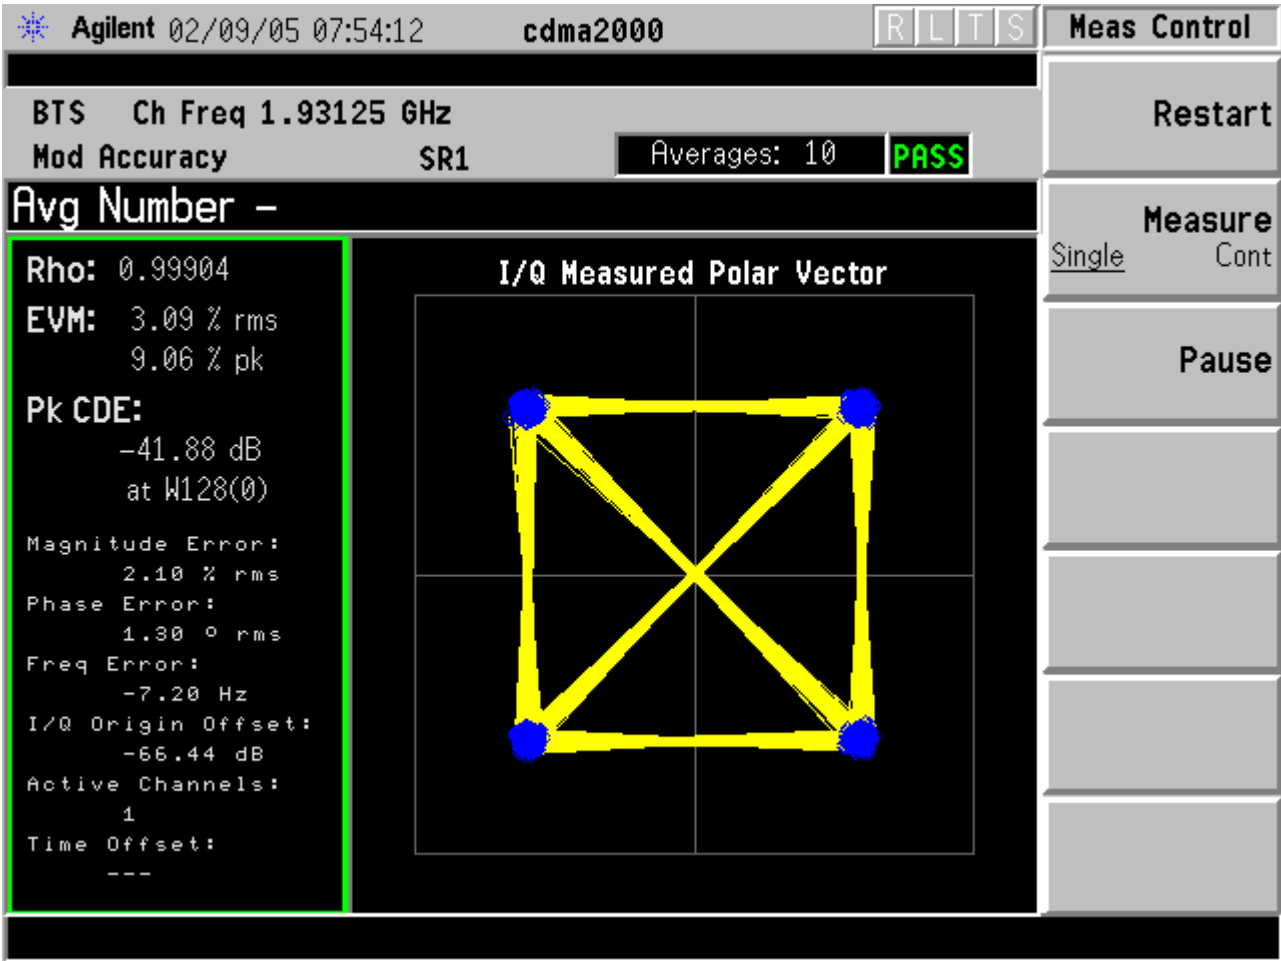 Agilent 02/09/05 07:54:12 cdma2000 R L T S
Meas Control
BTS Ch Freq 1.93125 GHz
Mod Accuracy SR1 Averages: 10 PASS
Avg Number -
Rho: 0.99904
EVM: 3.09 % rms
9.06 % pk
Pk CDE:
-41.88 dB
at W128(0)
Magnitude Error:
2.10 % rms
Phase Error:
1.30 º rms
Freq Error:
-7.20 Hz
I/Q Origin Offset:
-66.44 dB
Active Channels:
1
Time Offset:
---
I/Q Measured Polar Vector
Restart
Measure
Single Cont
Pause